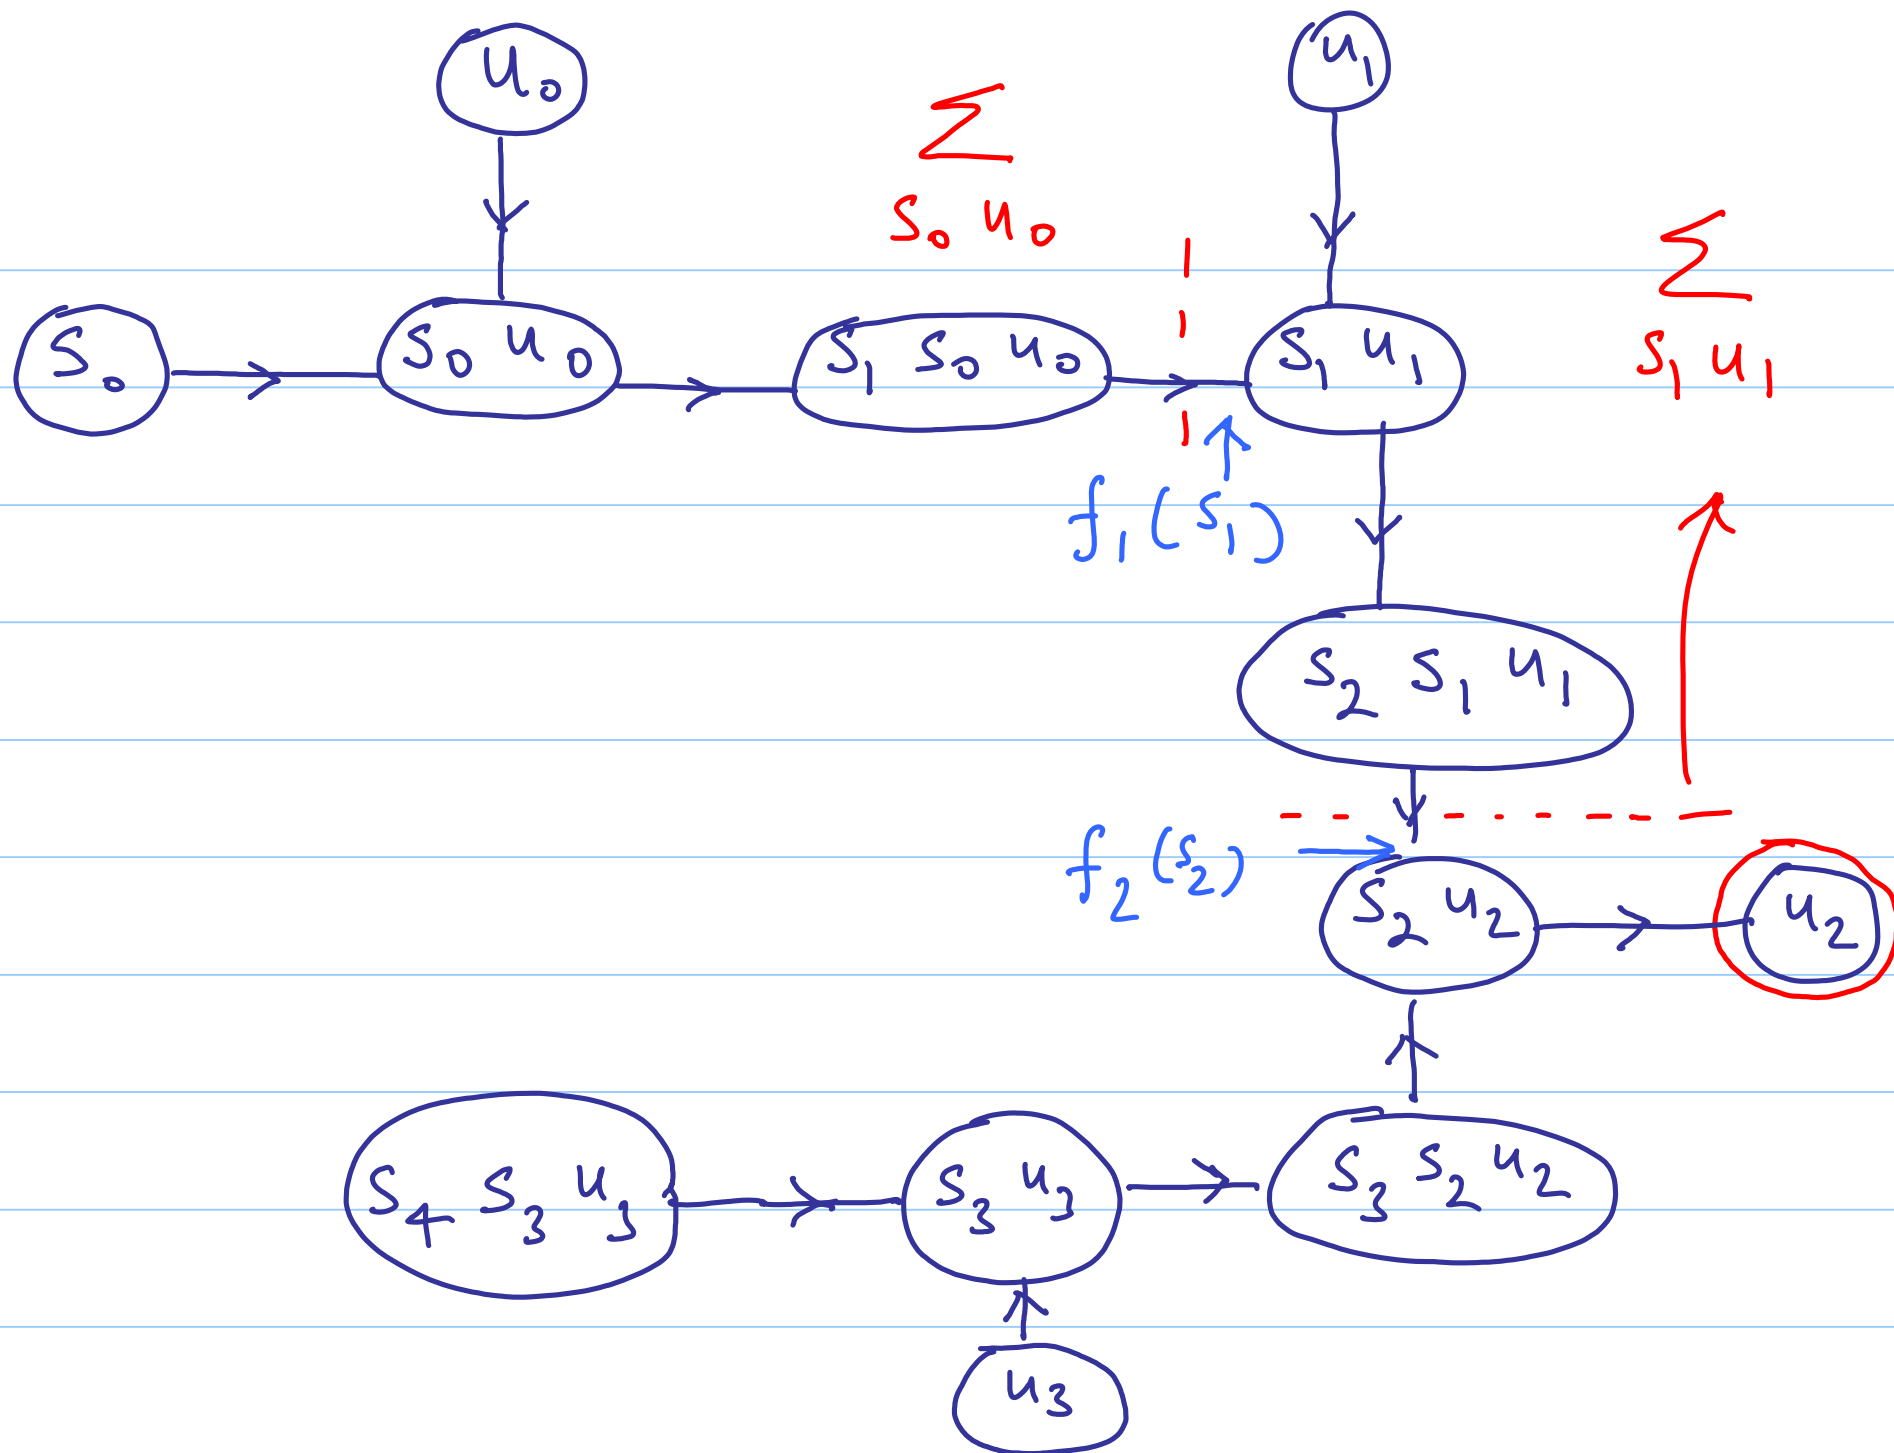 u₀
u₁
∑
s₀ u₀
∑
s₁ u₁
s₀
s₀ u₀
s₁ s₀ u₀
s₁ u₁
f₁(s₁)
s₂ s₁ u₁
f₂(s₂)
s₂ u₂
u₂
s₄ s₃ u₃
s₃ u₃
s₃ s₂ u₂
u₃